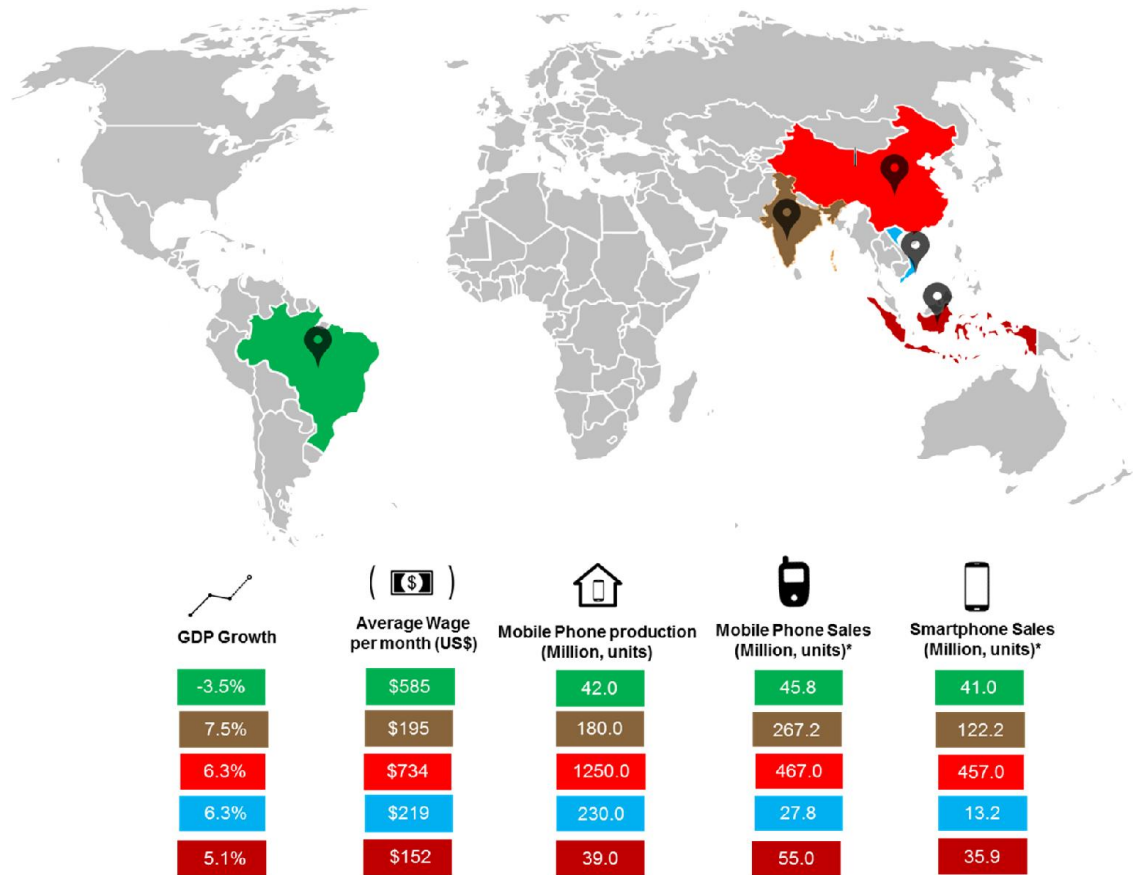 $
GDP Growth
Average Wage
per month (US$)
Mobile Phone production
(Million, units)
Mobile Phone Sales
(Million, units)*
Smartphone Sales
(Million, units)*
-3.5% $585 42.0 45.8 41.0
7.5% $195 180.0 267.2 122.2
6.3% $734 1250.0 467.0 457.0
6.3% $219 230.0 27.8 13.2
5.1% $152 39.0 55.0 35.9